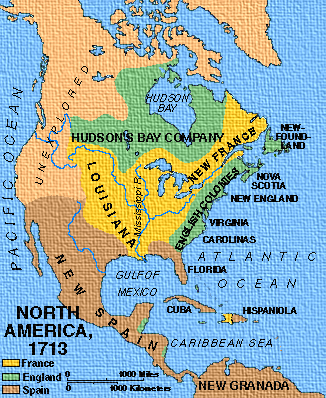 HUDSON
BAY
HUDSON'S BAY COMPANY
NEW-
FOUND-
LAND
UNEXPLORED
PACIFIC OCEAN
NEW FRANCE
NOVA
SCOTIA
NEW ENGLAND
LOUISIANA
Mississippi R.
ENGLISH COLONIES
VIRGINIA
CAROLINAS
ATLANTIC
OCEAN
FLORIDA
GULF OF
MEXICO
NEW SPAIN
CUBA
HISPANIOLA
CARIBBEAN SEA
NEW GRANADA
NORTH
AMERICA,
1713
France
England
Spain
0 1000 Miles
0 1000 Kilometers